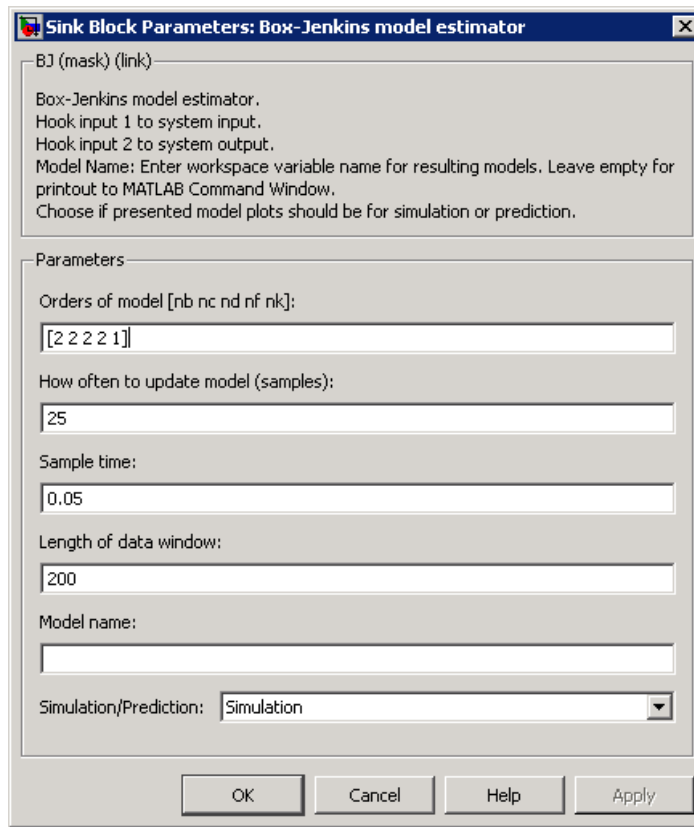 Sink Block Parameters: Box-Jenkins model estimator
BJ (mask) (link)
Box-Jenkins model estimator.
Hook input 1 to system input.
Hook input 2 to system output.
Model Name: Enter workspace variable name for resulting models. Leave empty for
printout to MATLAB Command Window.
Choose if presented model plots should be for simulation or prediction.
Parameters
Orders of model [nb nc nd nf nk]:
[2 2 2 2 1]
How often to update model (samples):
25
Sample time:
0.05
Length of data window:
200
Model name:
Simulation/Prediction: Simulation
OK Cancel Help Apply